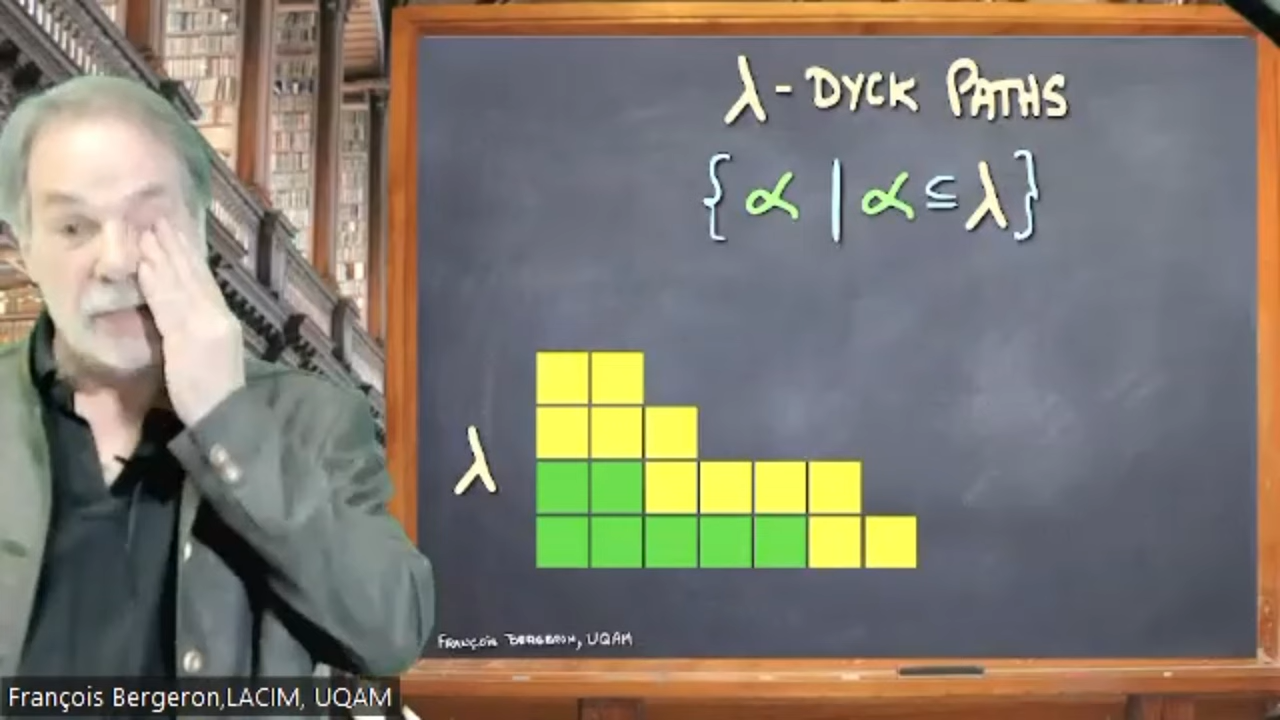 λ-DYCK PATHS
{α | α ⊆ λ}
λ
FRANÇOIS BERGERON, UQAM
François Bergeron,LACIM, UQAM